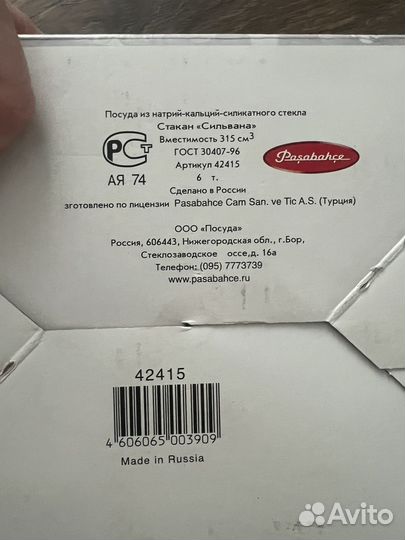 Посуда из натрий-кальций-силикатного стекла
Стакан «Сильвана»
Вместимость 315 см³
ГОСТ 30407-96
Артикул 42415
6 т.
АЯ 74
Paşabahçe
Сделано в России
зготовлено по лицензии Pasabahce Cam San. ve Tic A.S. (Турция)
ООО «Посуда»
Россия, 606443, Нижегородская обл., г.Бор,
Стеклозаводское оссе,д. 16а
Телефон: (095) 7773739
www.pasabahce.ru
42415
4 606065 003909
Made in Russia
Avito